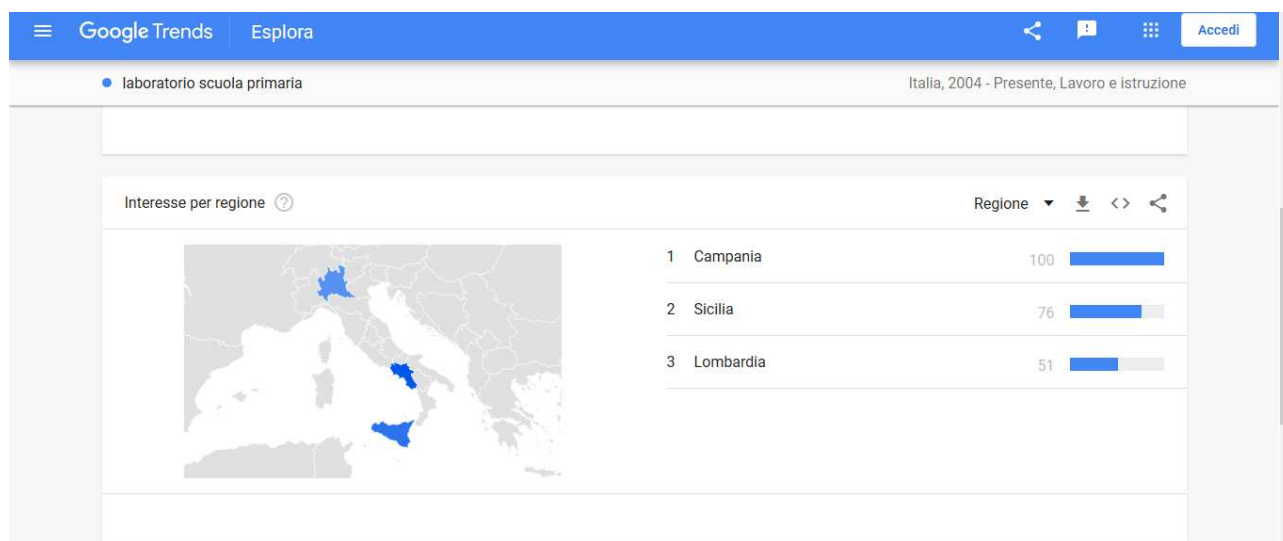 Google Trends Esplora Accedi
laboratorio scuola primaria Italia, 2004 - Presente, Lavoro e istruzione
Interesse per regione ? Regione
1 Campania 100
2 Sicilia 76
3 Lombardia 51